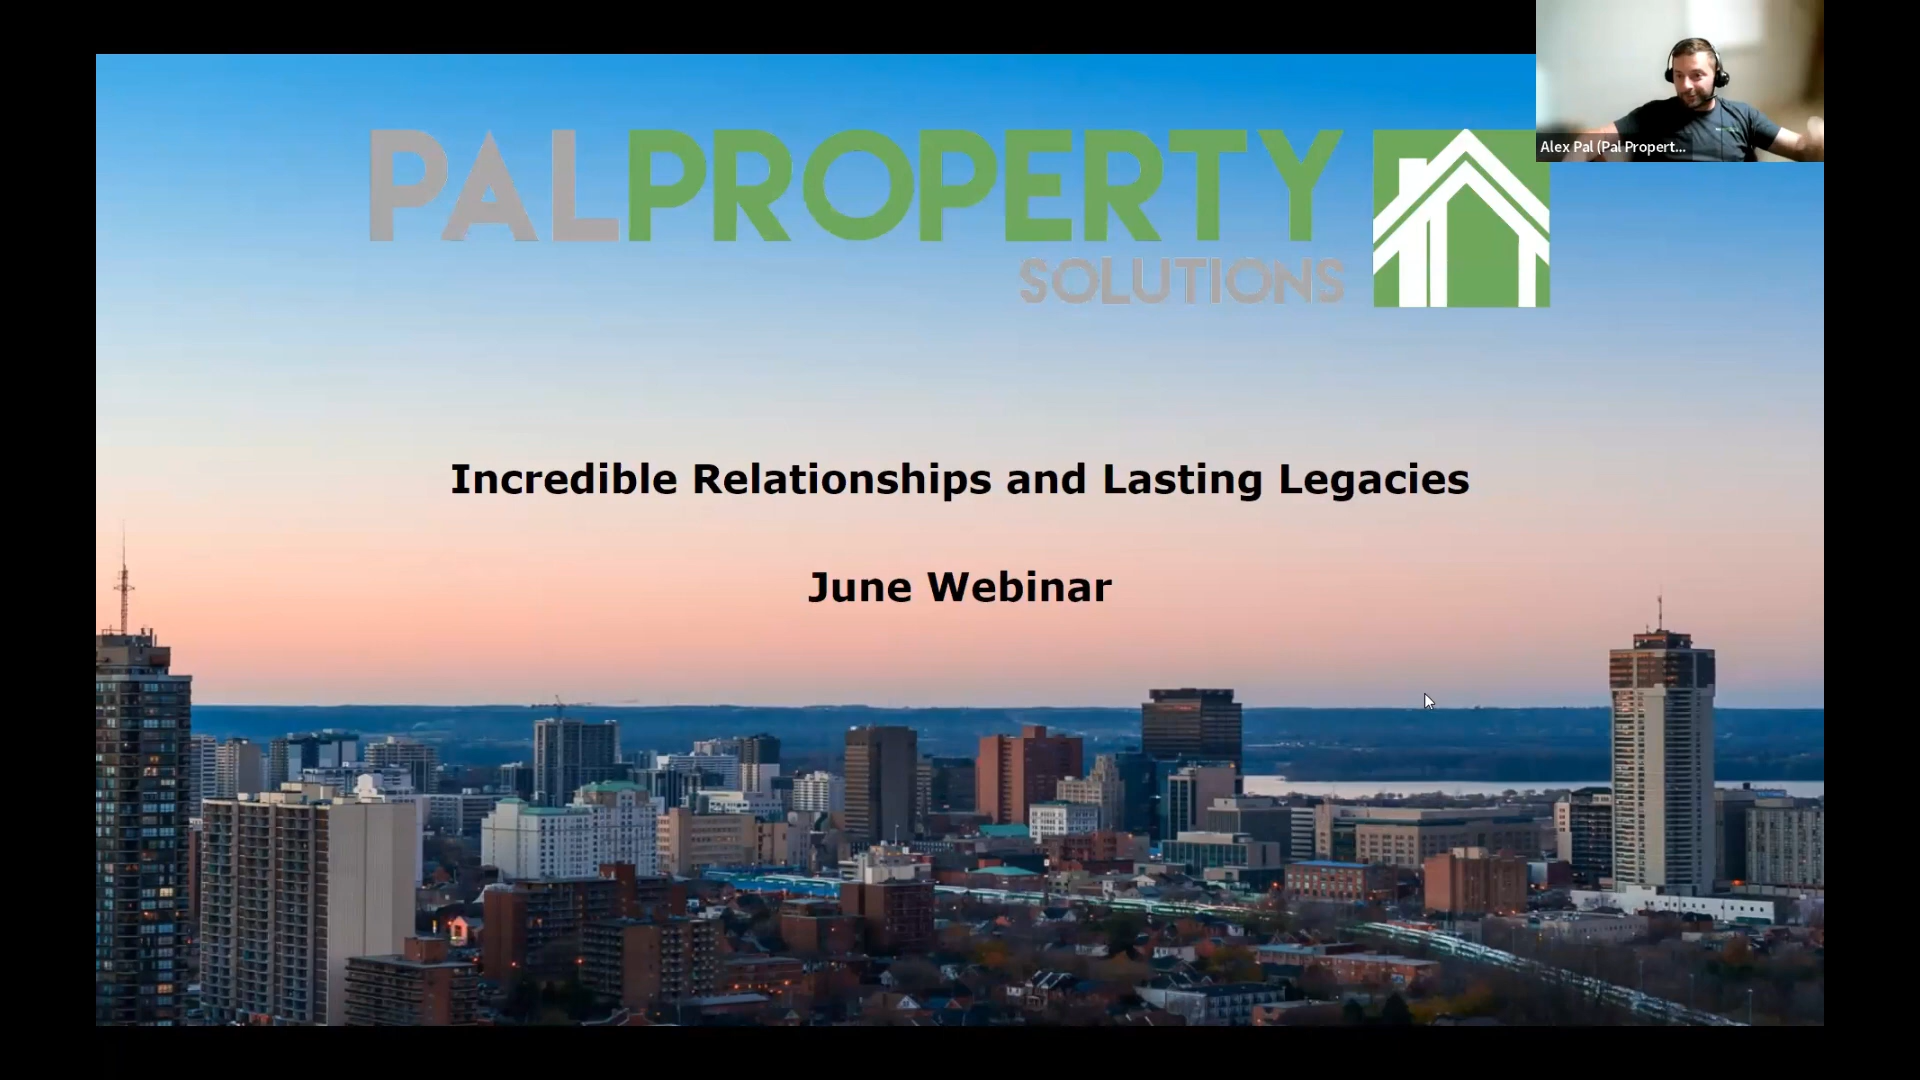 PALPROPERTY
SOLUTIONS
Alex Pal (Pal Propert...
Incredible Relationships and Lasting Legacies
June Webinar